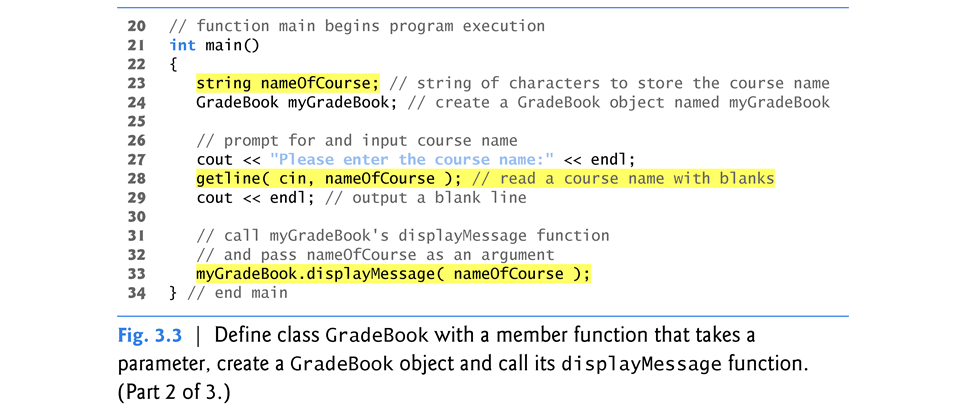 20 // function main begins program execution
21 int main()
22 {
23 string nameOfCourse; // string of characters to store the course name
24 GradeBook myGradeBook; // create a GradeBook object named myGradeBook
25
26 // prompt for and input course name
27 cout << "Please enter the course name:" << endl;
28 getline( cin, nameOfCourse ); // read a course name with blanks
29 cout << endl; // output a blank line
30
31 // call myGradeBook's displayMessage function
32 // and pass nameOfCourse as an argument
33 myGradeBook.displayMessage( nameOfCourse );
34 } // end main
Fig. 3.3 | Define class GradeBook with a member function that takes a
parameter, create a GradeBook object and call its displayMessage function.
(Part 2 of 3.)